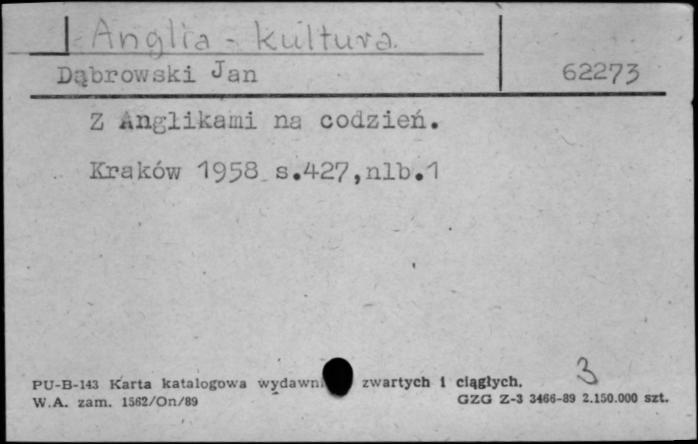 Anglia - kultura.
Dąbrowski Jan 62273
Z Anglikami na codzień.
Kraków 1958 s.427,nlb.1
3
PU-B-143 Karta katalogowa wydawn zwartych i ciągłych.
W.A. zam. 1562/On/89 GZG Z-3 3466-89 2.150.000 szt.